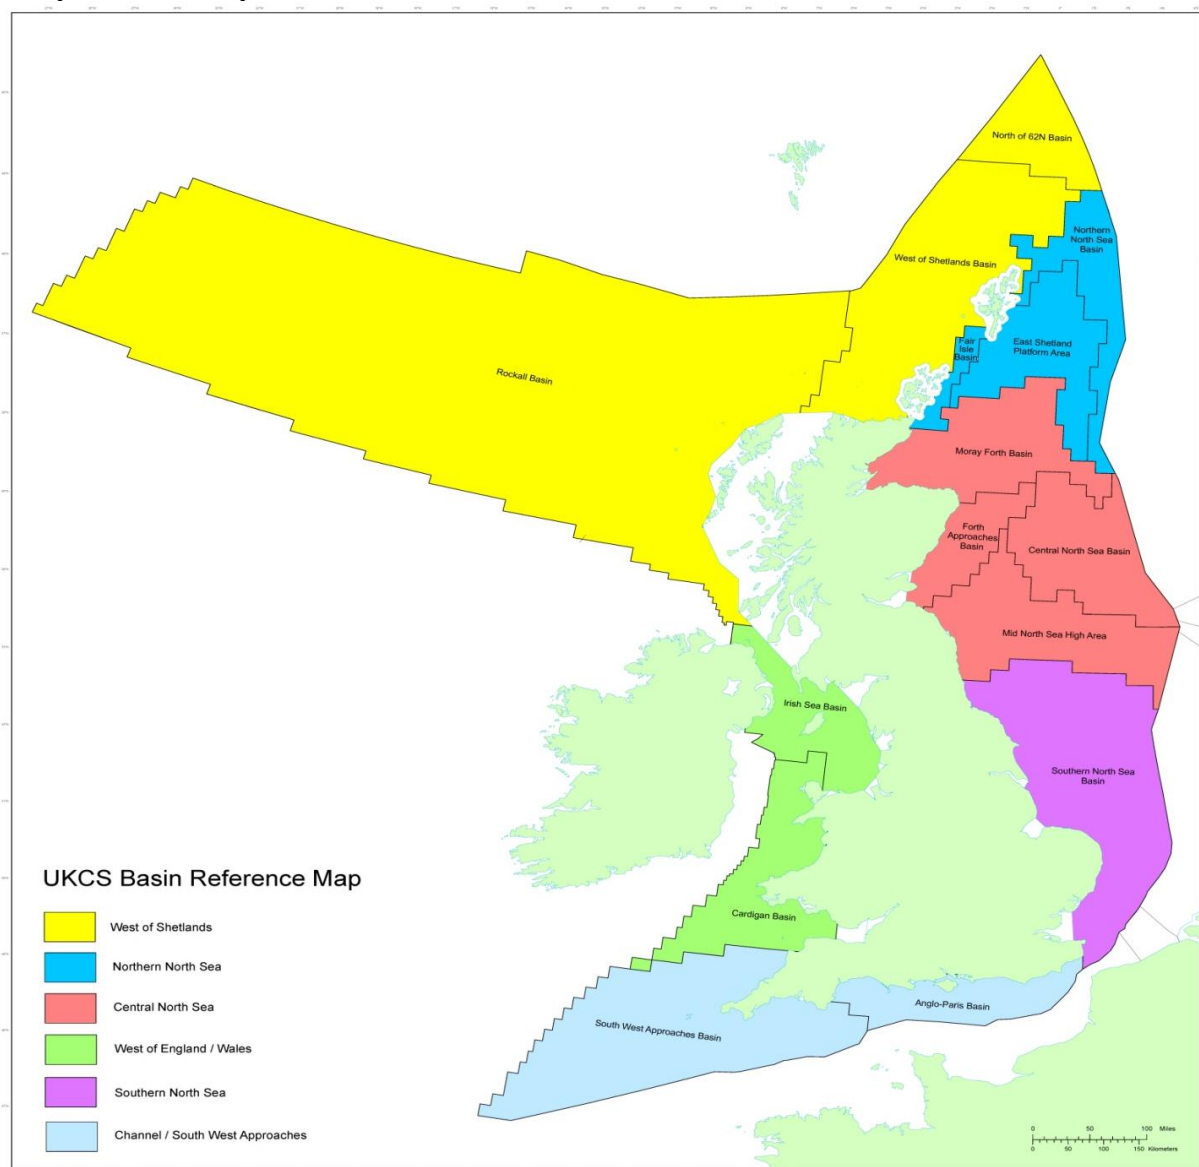 North of 62N Basin
Northern
North Sea
Basin
West of Shetlands Basin
Fair
Isle
Basin
East Shetland
Platform Area
Rockall Basin
Moray Forth Basin
Forth
Approaches
Basin
Central North Sea Basin
Mid North Sea High Area
Irish Sea Basin
Southern North Sea
Basin
Cardigan Basin
Anglo-Paris Basin
South West Approaches Basin
UKCS Basin Reference Map
West of Shetlands
Northern North Sea
Central North Sea
West of England / Wales
Southern North Sea
Channel / South West Approaches
0 50 100 Miles
0 50 100 150 Kilometers